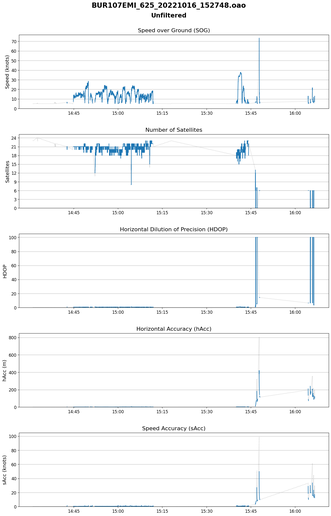 BUR107EMI_625_20221016_152748.oao
Unfiltered
Speed over Ground (SOG)
Speed (knots)
70
60
50
40
30
20
10
0
14:45 15:00 15:15 15:30 15:45 16:00
Number of Satellites
Satellites
24
21
18
15
12
9
6
3
0
14:45 15:00 15:15 15:30 15:45 16:00
Horizontal Dilution of Precision (HDOP)
HDOP
100
80
60
40
20
0
14:45 15:00 15:15 15:30 15:45 16:00
Horizontal Accuracy (hAcc)
hAcc (m)
800
600
400
200
0
14:45 15:00 15:15 15:30 15:45 16:00
Speed Accuracy (sAcc)
sAcc (knots)
100
80
60
40
20
0
14:45 15:00 15:15 15:30 15:45 16:00